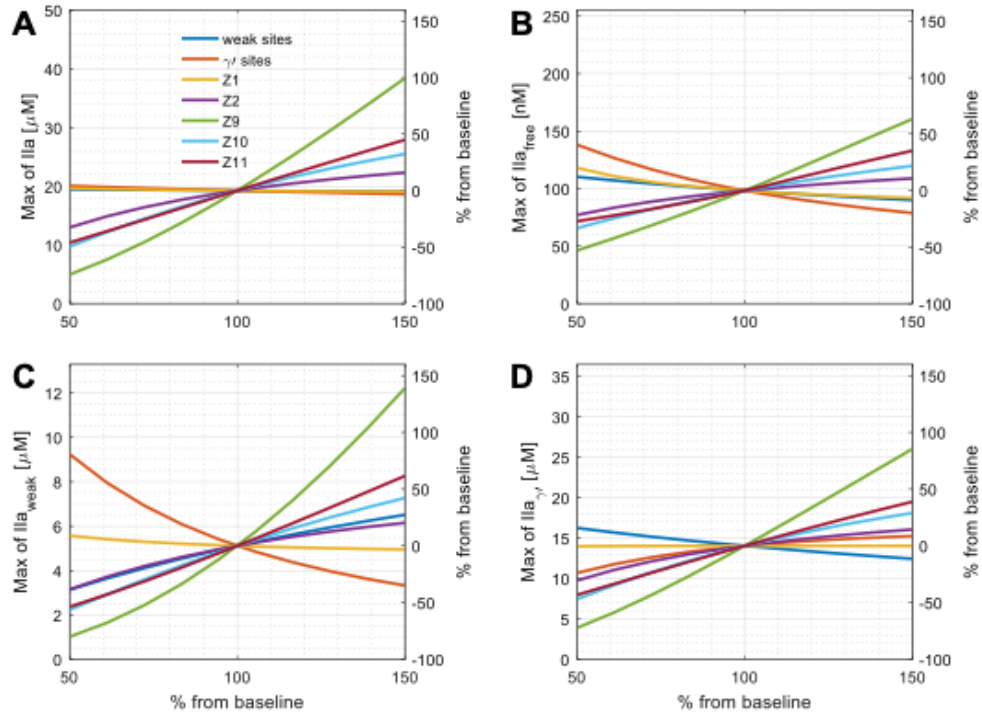 A
Max of IIa [μM]
50
40
30
20
10
0
50
100
150
100
50
0
-50
-100
% from baseline
weak sites
γ′ sites
Z1
Z2
Z9
Z10
Z11
B
Max of IIa_free [nM]
250
200
150
100
50
0
50
100
150
150
100
50
0
-50
-100
% from baseline
C
Max of IIa_weak [μM]
12
10
8
6
4
2
0
50
100
150
% from baseline
150
100
50
0
-50
-100
% from baseline
D
Max of IIa_γ′ [μM]
35
30
25
20
15
10
5
0
50
100
150
% from baseline
150
100
50
0
-50
-100
% from baseline